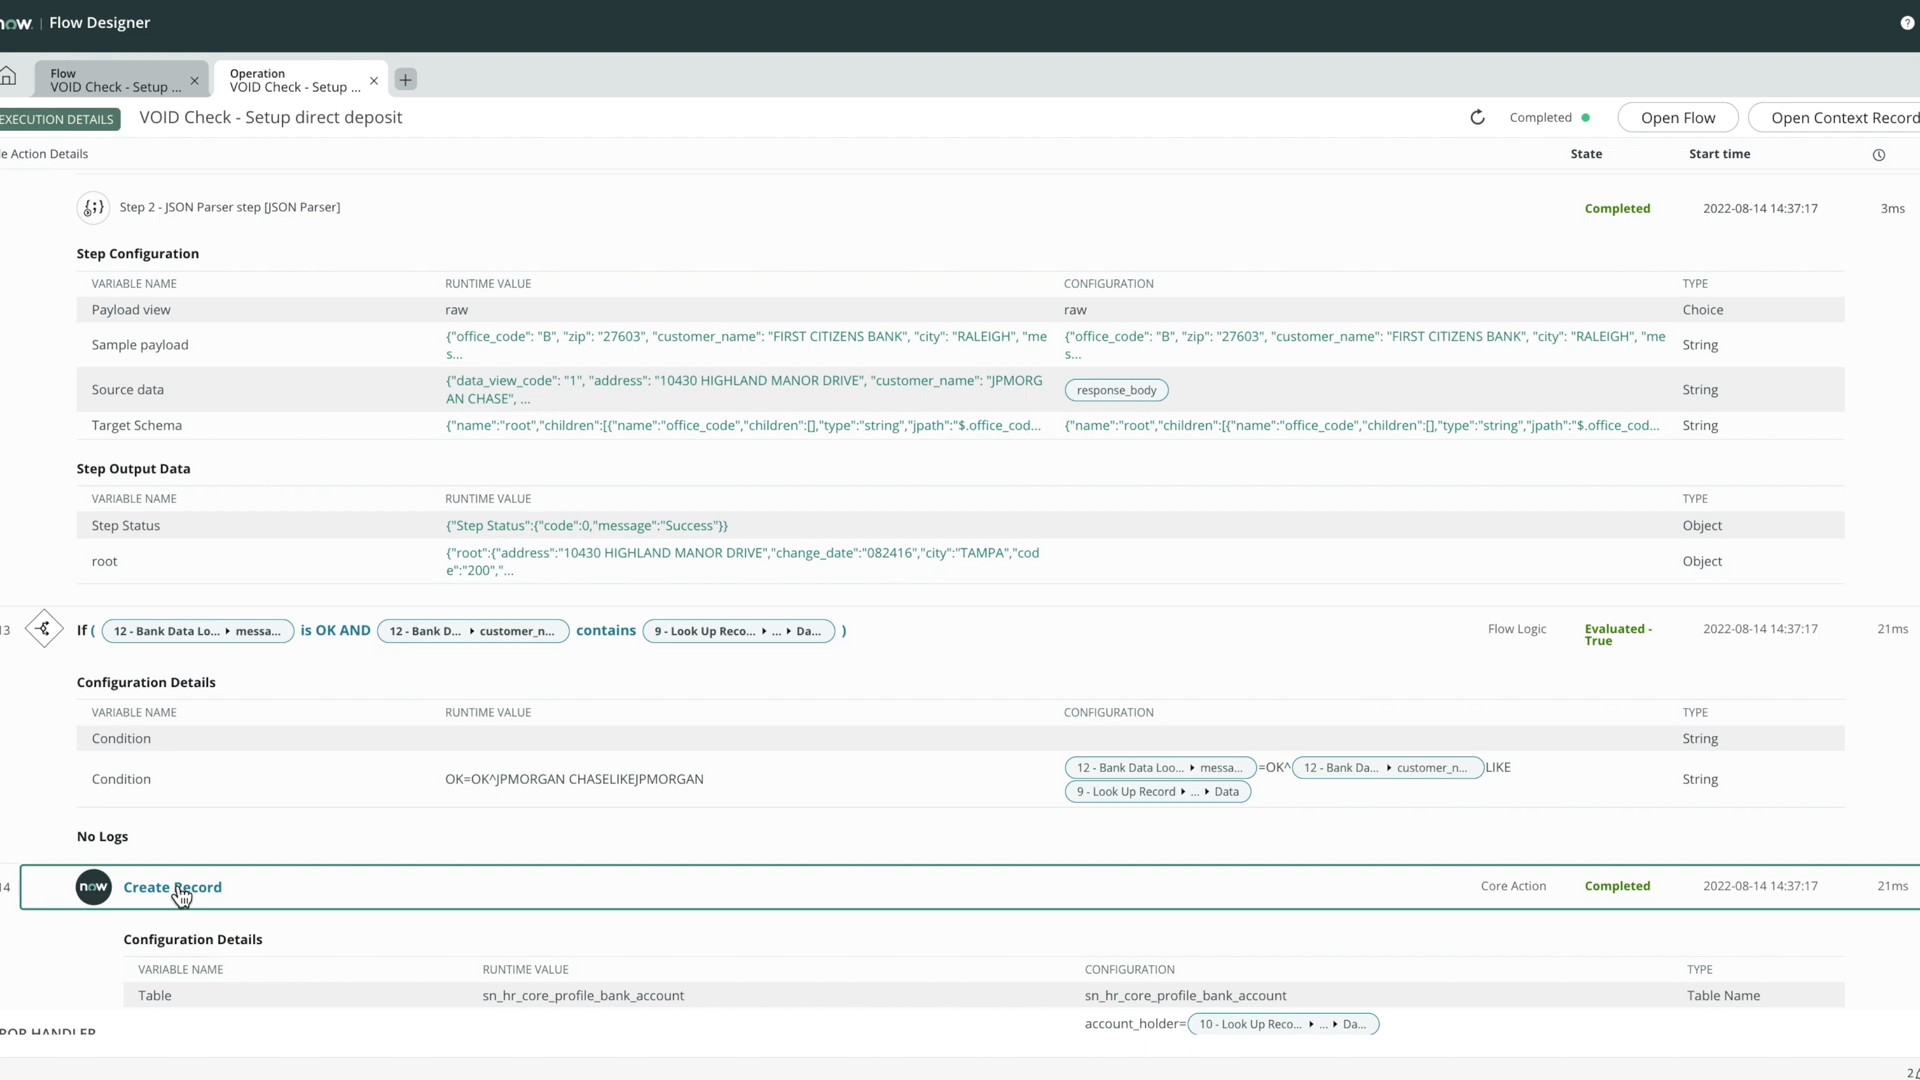 now. | Flow Designer
?
Flow
VOID Check - Setup ...
Operation
VOID Check - Setup ...
EXECUTION DETAILS
VOID Check - Setup direct deposit
Completed
Open Flow
Open Context Record
e Action Details
State
Start time
Step 2 - JSON Parser step [JSON Parser]
Completed
2022-08-14 14:37:17
3ms
Step Configuration
VARIABLE NAME RUNTIME VALUE CONFIGURATION TYPE
Payload view raw raw Choice
Sample payload
{"office_code": "B", "zip": "27603", "customer_name": "FIRST CITIZENS BANK", "city": "RALEIGH", "me
s...
{"office_code": "B", "zip": "27603", "customer_name": "FIRST CITIZENS BANK", "city": "RALEIGH", "me
s...
String
Source data
{"data_view_code": "1", "address": "10430 HIGHLAND MANOR DRIVE", "customer_name": "JPMORG
AN CHASE", ...
response_body
String
Target Schema {"name":"root","children":[{"name":"office_code","children":[],"type":"string","jpath":"$.office_cod... {"name":"root","children":[{"name":"office_code","children":[],"type":"string","jpath":"$.office_cod... String
Step Output Data
VARIABLE NAME RUNTIME VALUE TYPE
Step Status {"Step Status":{"code":0,"message":"Success"}} Object
root
{"root":{"address":"10430 HIGHLAND MANOR DRIVE","change_date":"082416","city":"TAMPA","cod
e":"200","...
Object
13
If ( 12 - Bank Data Lo... ▸ messa... is OK AND 12 - Bank D... ▸ customer_n... contains 9 - Look Up Reco... ▸ ... ▸ Da... )
Flow Logic
Evaluated -
True
2022-08-14 14:37:17
21ms
Configuration Details
VARIABLE NAME RUNTIME VALUE CONFIGURATION TYPE
Condition String
Condition OK=OK^JPMORGAN CHASELIKEJPMORGAN
12 - Bank Data Loo... ▸ messa... =OK^ 12 - Bank Da... ▸ customer_n... LIKE
9 - Look Up Record ▸ ... ▸ Data
String
No Logs
14
now
Create Record
Core Action
Completed
2022-08-14 14:37:17
21ms
Configuration Details
VARIABLE NAME RUNTIME VALUE CONFIGURATION TYPE
Table sn_hr_core_profile_bank_account sn_hr_core_profile_bank_account Table Name
account_holder= 10 - Look Up Reco... ▸ ... ▸ Da...
ROR HANDLER
2